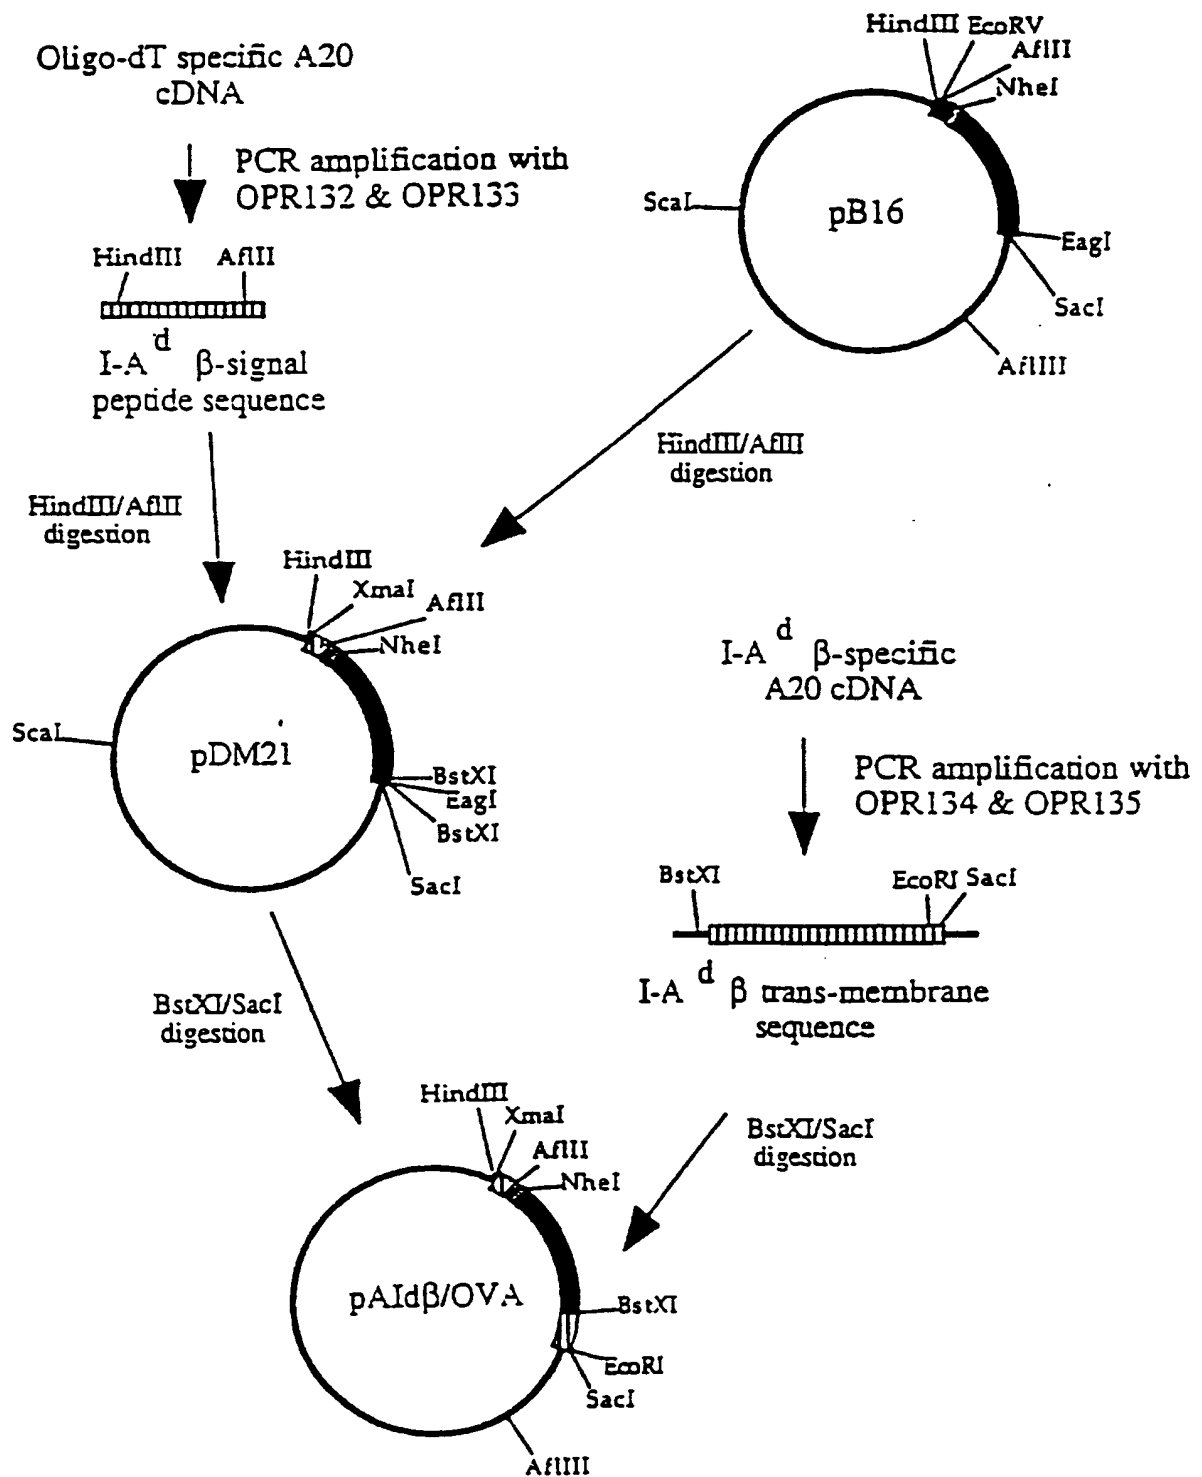 Oligo-dT specific A20
cDNA
PCR amplification with
OPR132 & OPR133
HindIII AflII
I-A d β-signal
peptide sequence
HindIII/AflII
digestion
HindIII EcoRV
AflII
NheI
ScaI
pB16
EagI
SacI
AflIII
HindIII/AflII
digestion
HindIII
XmaI
AflII
NheI
ScaI
pDM21
BstXI
EagI
BstXI
SacI
I-A d β-specific
A20 cDNA
PCR amplification with
OPR134 & OPR135
BstXI
EcoRI SacI
I-A d β trans-membrane
sequence
BstXI/SacI
digestion
BstXI/SacI
digestion
HindIII
XmaI
AflII
NheI
pAIdβ/OVA
BstXI
EcoRI
SacI
AflIII